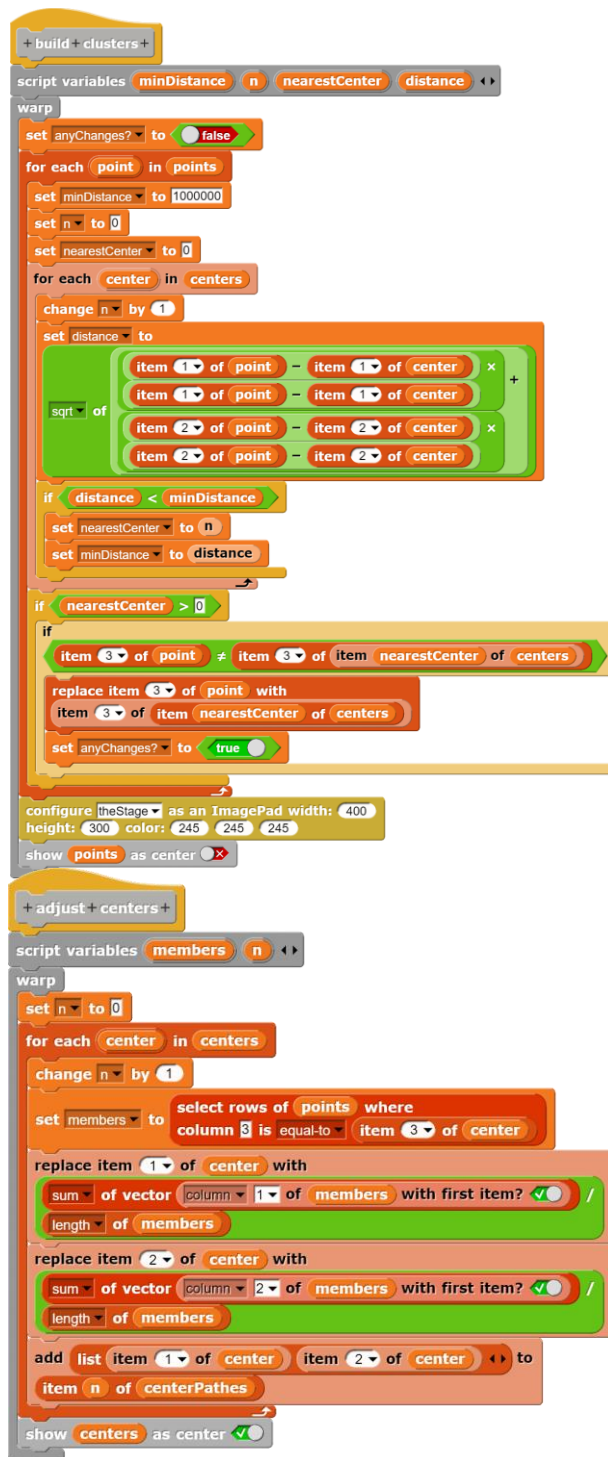 +build+clusters+
script variables minDistance n nearestCenter distance
warp
set anyChanges? to false
for each point in points
set minDistance to 1000000
set n to 0
set nearestCenter to 0
for each center in centers
change n by 1
set distance to
item 1 of point - item 1 of center ×
item 1 of point - item 1 of center
+
sqrt of
item 2 of point - item 2 of center ×
item 2 of point - item 2 of center
if distance < minDistance
set nearestCenter to n
set minDistance to distance
if nearestCenter > 0
if
item 3 of point ≠ item 3 of item nearestCenter of centers
replace item 3 of point with
item 3 of item nearestCenter of centers
set anyChanges? to true
configure theStage as an ImagePad width: 400
height: 300 color: 245 245 245
show points as center
+adjust+centers+
script variables members n
warp
set n to 0
for each center in centers
change n by 1
set members to select rows of points where
column 3 is equal-to item 3 of center
replace item 1 of center with
sum of vector column 1 of members with first item? /
length of members
replace item 2 of center with
sum of vector column 2 of members with first item? /
length of members
add list item 1 of center item 2 of center to
item n of centerPathes
show centers as center